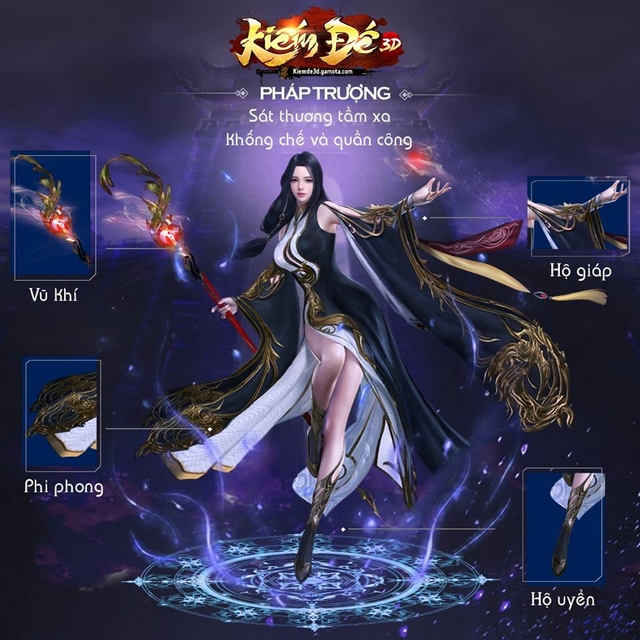 Kiếm Đế 3D
Kiemde3d.gamota.com
PHÁP TRƯỢNG
Sát thương tầm xa
Khống chế và quần công
Vũ khí
Hộ giáp
Phi phong
Hộ uyển